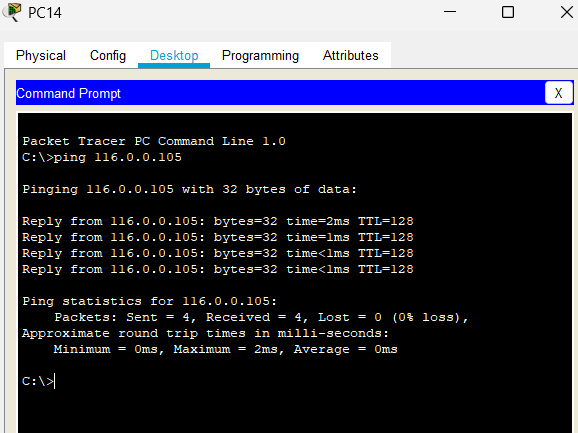 PC14
Physical Config Desktop Programming Attributes
Command Prompt
X
Packet Tracer PC Command Line 1.0
C:\>ping 116.0.0.105
Pinging 116.0.0.105 with 32 bytes of data:
Reply from 116.0.0.105: bytes=32 time=2ms TTL=128
Reply from 116.0.0.105: bytes=32 time=1ms TTL=128
Reply from 116.0.0.105: bytes=32 time<1ms TTL=128
Reply from 116.0.0.105: bytes=32 time<1ms TTL=128
Ping statistics for 116.0.0.105:
Packets: Sent = 4, Received = 4, Lost = 0 (0% loss),
Approximate round trip times in milli-seconds:
Minimum = 0ms, Maximum = 2ms, Average = 0ms
C:\>